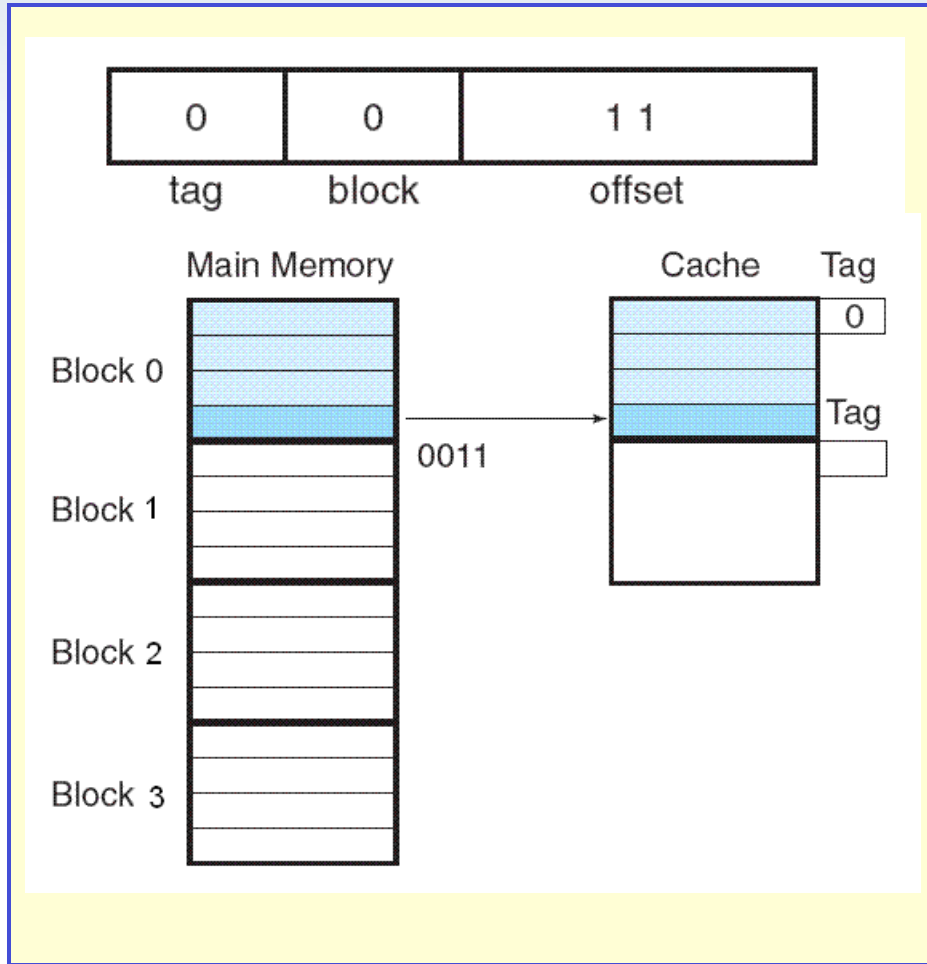 0 0 1 1
tag block offset
Main Memory Cache Tag
0
Block 0
Tag
0011
Block 1
Block 2
Block 3